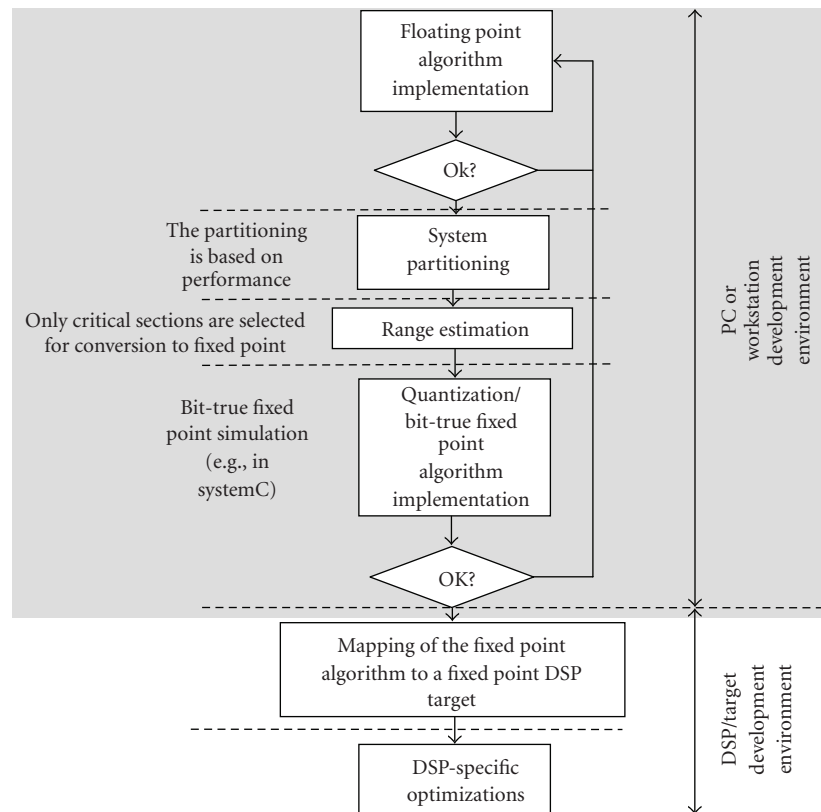 Floating point
algorithm
implementation
Ok?
The partitioning
is based on
performance
System
partitioning
Only critical sections are selected
for conversion to fixed point
Range estimation
Bit-true fixed
point simulation
(e.g., in
systemC)
Quantization/
bit-true fixed
point
algorithm
implementation
OK?
Mapping of the fixed point
algorithm to a fixed point DSP
target
DSP-specific
optimizations
PC or
workstation
development
environment
DSP/target
development
environment